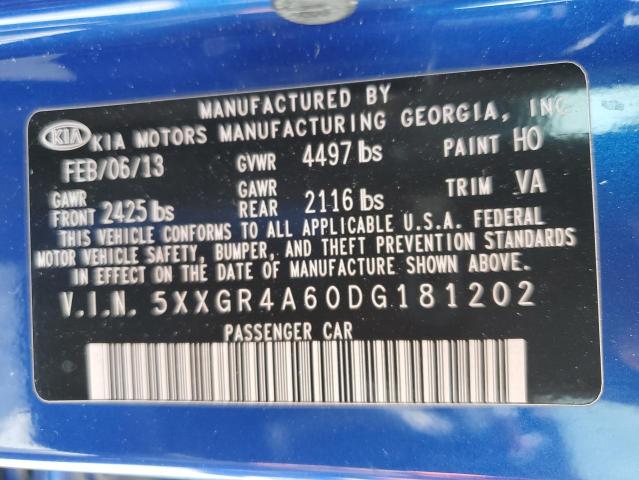 MANUFACTURED BY
KIA KIA MOTORS MANUFACTURING GEORGIA, INC.
FEB/06/13 GVWR 4497 lbs PAINT HO
GAWR FRONT 2425 lbs GAWR REAR 2116 lbs TRIM VA
THIS VEHICLE CONFORMS TO ALL APPLICABLE U.S.A. FEDERAL
MOTOR VEHICLE SAFETY, BUMPER, AND THEFT PREVENTION STANDARDS
IN EFFECT ON THE DATE OF MANUFACTURE SHOWN ABOVE.
V.I.N. 5XXGR4A60DG181202
PASSENGER CAR